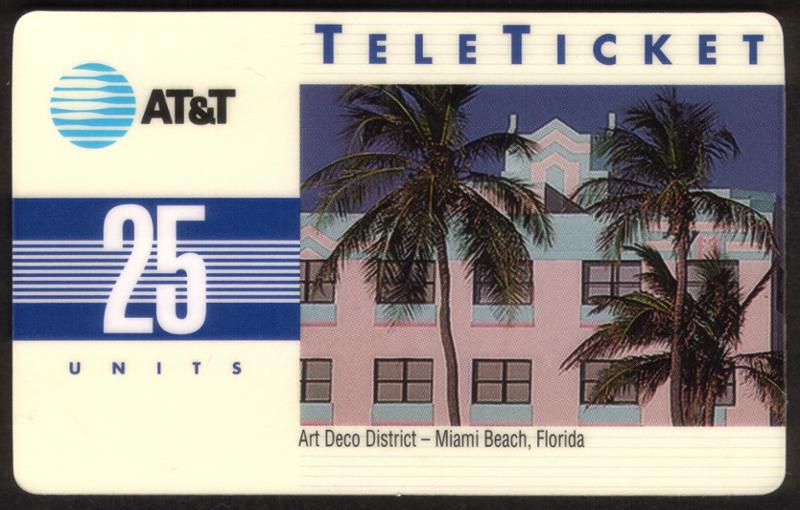 TELETICKET
AT&T
25
UNITS
Art Deco District – Miami Beach, Florida